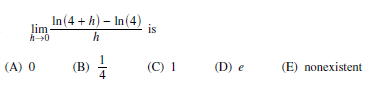 lim h→0 ln(4 + h) – ln(4) / h is
(A) 0 (B) 1/4 (C) 1 (D) e (E) nonexistent